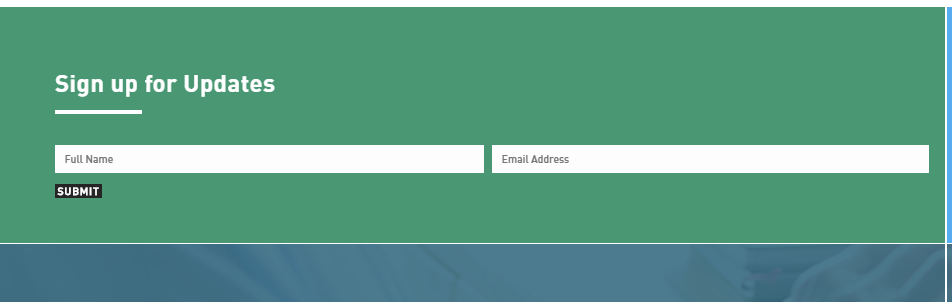 Sign up for Updates
Full Name
Email Address
SUBMIT